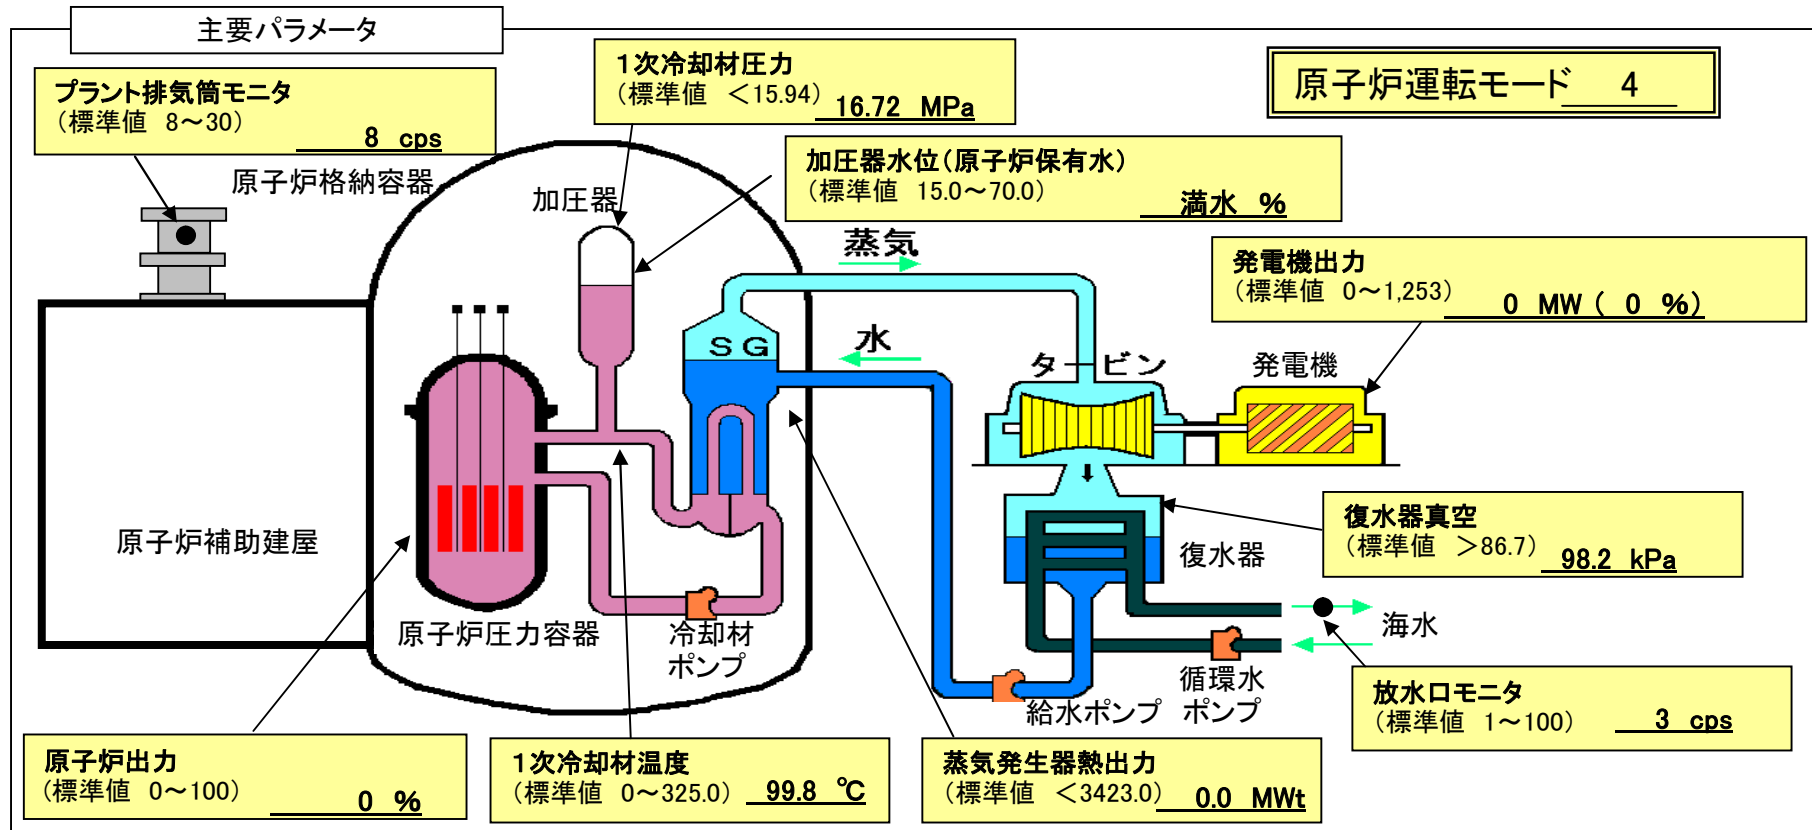 主要パラメータ
プラント排気筒モニタ
(標準値 8～30)
8 cps
1次冷却材圧力
(標準値 <15.94)
16.72 MPa
原子炉運転モード 4
加圧器水位(原子炉保有水)
(標準値 15.0～70.0)
満水 %
原子炉格納容器
加圧器
蒸気
発電機出力
(標準値 0～1,253)
0 MW ( 0 %)
SG
水
タービン
発電機
原子炉補助建屋
復水器真空
(標準値 >86.7)
98.2 kPa
復水器
原子炉圧力容器
冷却材
ポンプ
海水
循環水
ポンプ
給水ポンプ
放水口モニタ
(標準値 1～100)
3 cps
原子炉出力
(標準値 0～100)
0 %
1次冷却材温度
(標準値 0～325.0)
99.8 ℃
蒸気発生器熱出力
(標準値 <3423.0)
0.0 MWt